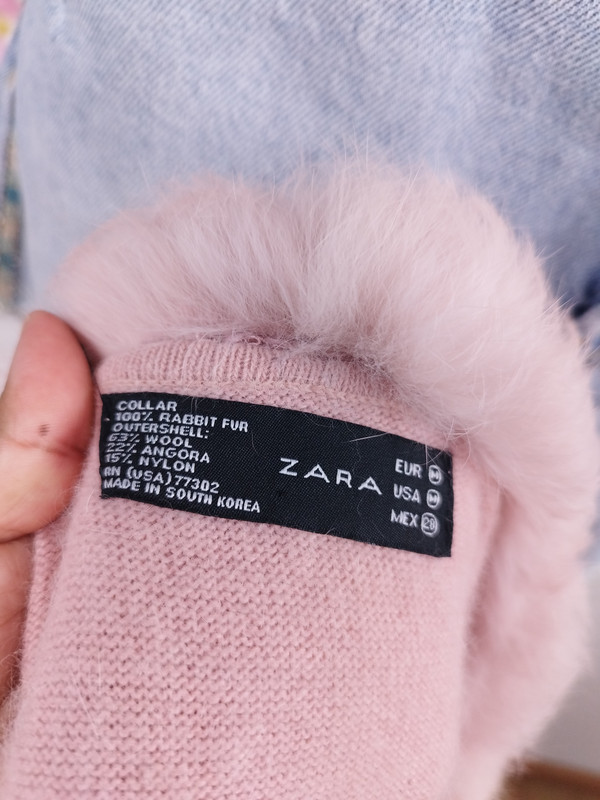 COLLAR
100% RABBIT FUR
OUTERSHELL:
63% WOOL
22% ANGORA
15% NYLON
RN (USA) 77302
MADE IN SOUTH KOREA
ZARA
EUR M
USA M
MEX 28